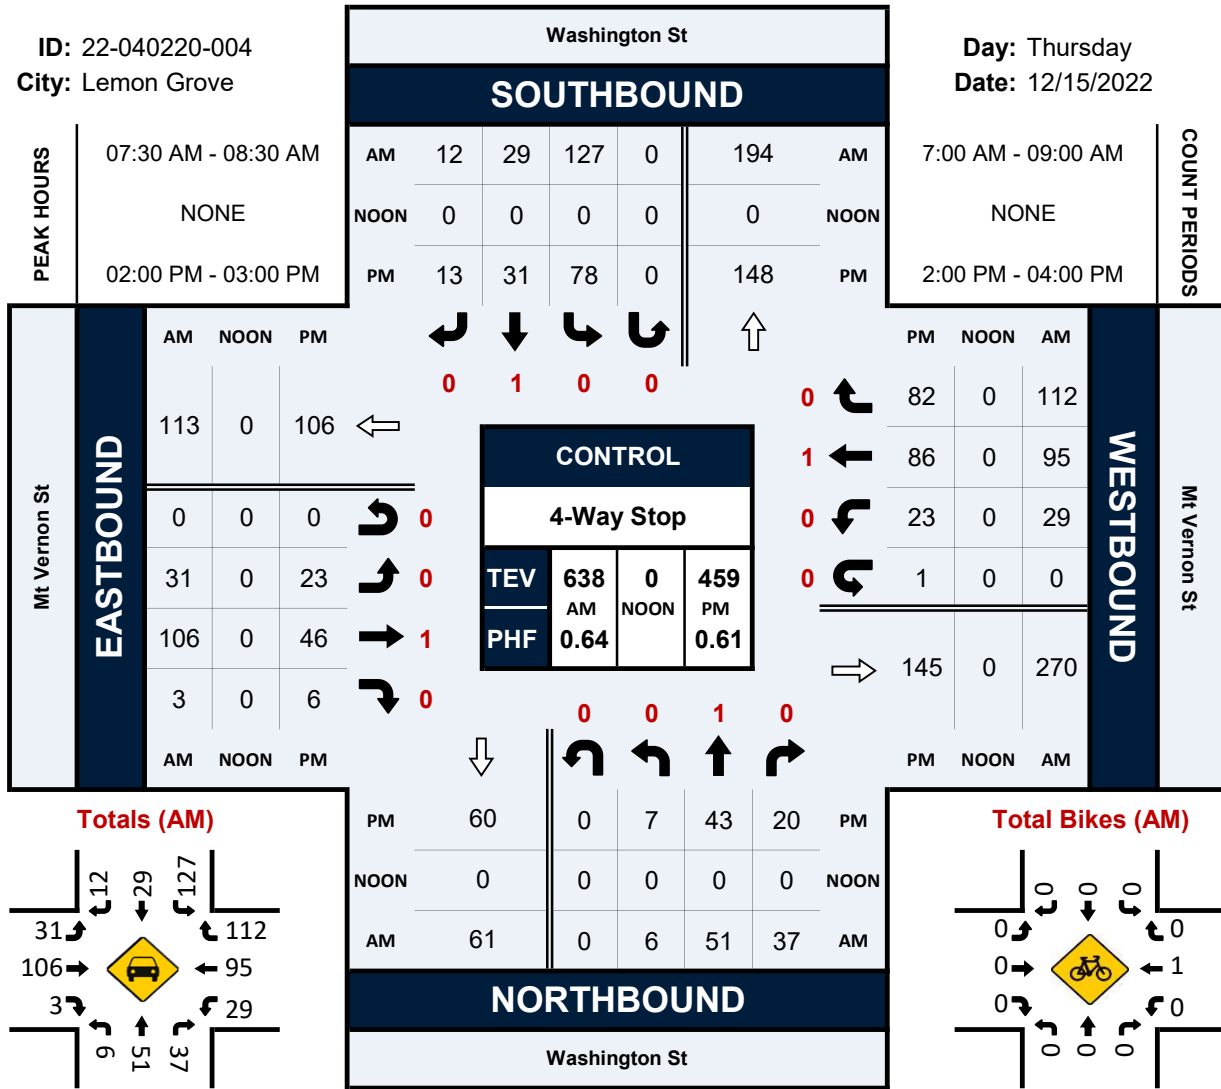 Washington St
ID: 22-040220-004
Day: Thursday
City: Lemon Grove
Date: 12/15/2022
SOUTHBOUND
PEAK HOURS
07:30 AM - 08:30 AM
NONE
02:00 PM - 03:00 PM
AM 12 29 127 0 194 AM
NOON 0 0 0 0 0 NOON
PM 13 31 78 0 148 PM
7:00 AM - 09:00 AM
NONE
2:00 PM - 04:00 PM
COUNT PERIODS
0 1 0 0
Mt Vernon St
EASTBOUND
AM NOON PM
113 0 106
0 0 0 0
31 0 23 0
106 0 46 1
3 0 6 0
AM NOON PM
CONTROL
4-Way Stop
TEV 638 0 459
AM NOON PM
PHF 0.64 0.61
PM NOON AM
0 82 0 112
1 86 0 95
0 23 0 29
0 1 0 0
145 0 270
PM NOON AM
WESTBOUND
Mt Vernon St
0 0 1 0
PM 60 0 7 43 20 PM
NOON 0 0 0 0 0 NOON
AM 61 0 6 51 37 AM
NORTHBOUND
Washington St
Totals (AM)
12 29 127
31 112
106 95
3 29
6 51 37
Total Bikes (AM)
0 0 0
0 0
0 1
0 0
0 0 0